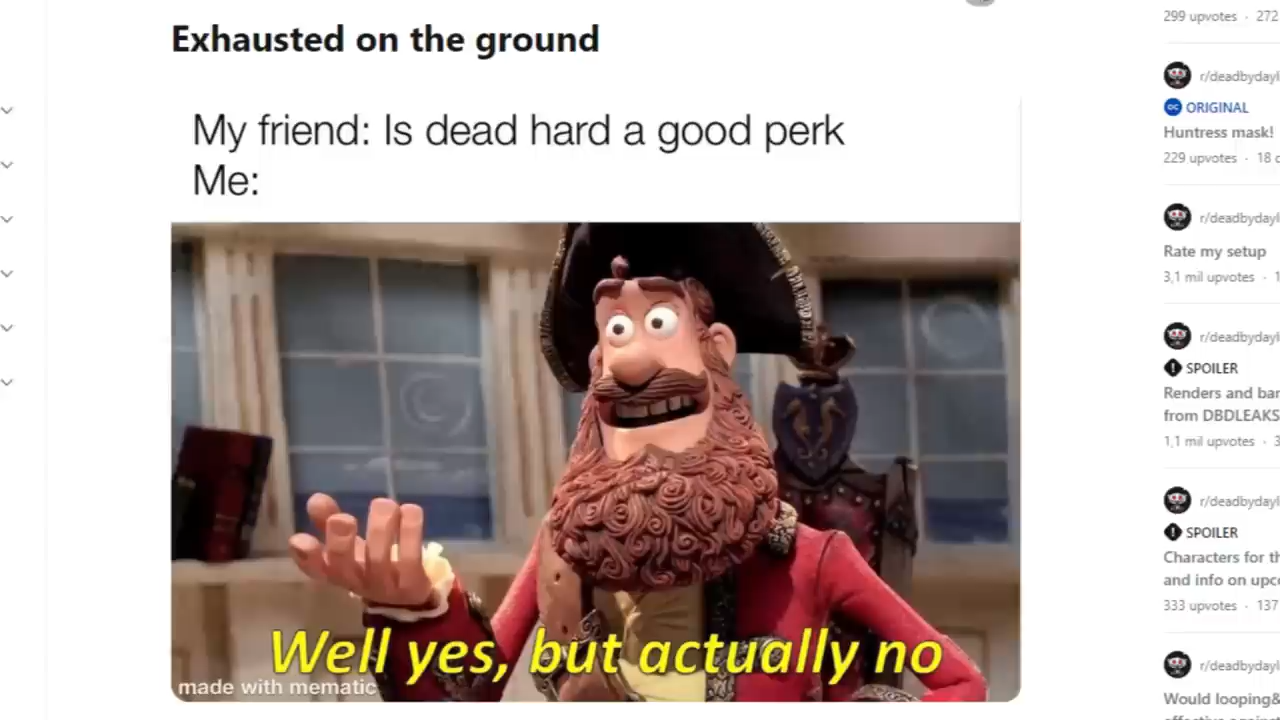 Exhausted on the ground
My friend: Is dead hard a good perk
Me:
Well yes, but actually no
made with mematic
299 upvotes · 272
r/deadbydayl
ORIGINAL
Huntress mask!
229 upvotes · 18
r/deadbydayl
Rate my setup
3,1 mil upvotes · 1
r/deadbydayl
SPOILER
Renders and
from DBDLEAKS
1,1 mil upvotes · 3
r/deadbydayl
SPOILER
Characters for
and info on
333 upvotes · 137
r/deadbydayl
Would looping&